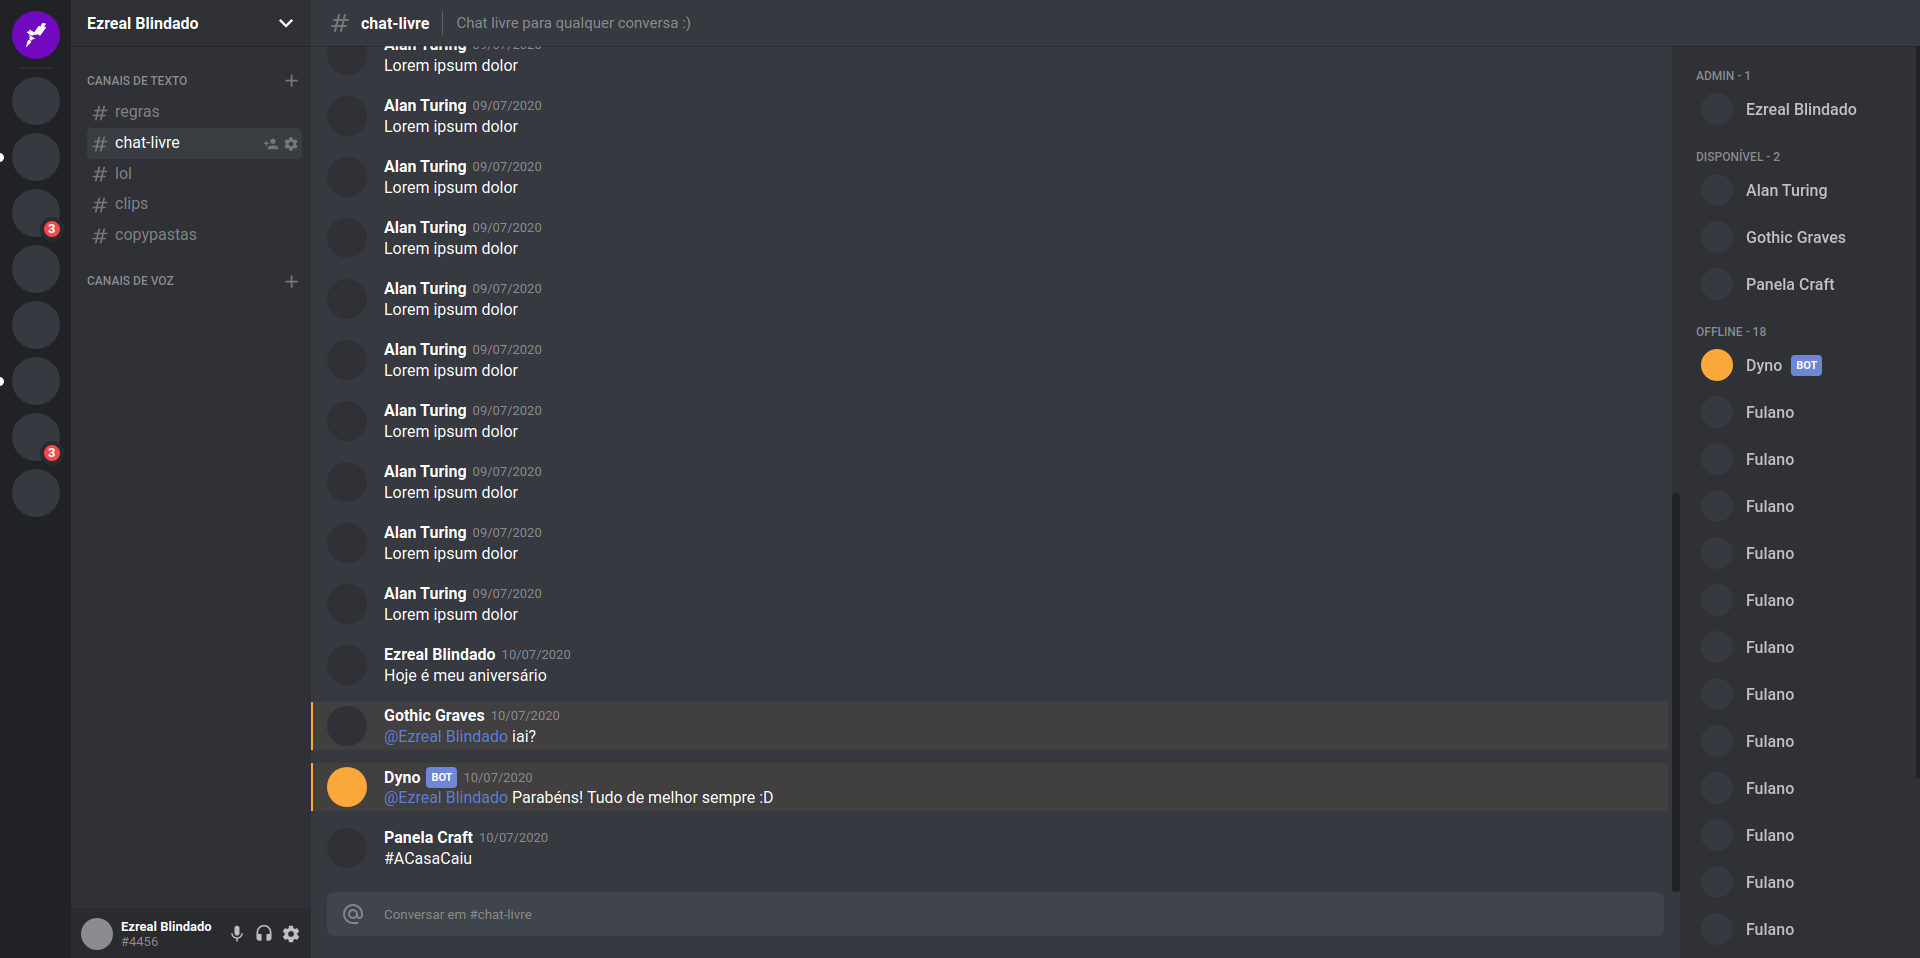 Ezreal Blindado
CANAIS DE TEXTO
regras
chat-livre
lol
clips
copypastas
CANAIS DE VOZ
3
3
Ezreal Blindado
#4456
# chat-livre Chat livre para qualquer conversa :)
Alan Turing 09/07/2020
Lorem ipsum dolor
Alan Turing 09/07/2020
Lorem ipsum dolor
Alan Turing 09/07/2020
Lorem ipsum dolor
Alan Turing 09/07/2020
Lorem ipsum dolor
Alan Turing 09/07/2020
Lorem ipsum dolor
Alan Turing 09/07/2020
Lorem ipsum dolor
Alan Turing 09/07/2020
Lorem ipsum dolor
Alan Turing 09/07/2020
Lorem ipsum dolor
Alan Turing 09/07/2020
Lorem ipsum dolor
Alan Turing 09/07/2020
Lorem ipsum dolor
Ezreal Blindado 10/07/2020
Hoje é meu aniversário
Gothic Graves 10/07/2020
@Ezreal Blindado iai?
Dyno BOT 10/07/2020
@Ezreal Blindado Parabéns! Tudo de melhor sempre :D
Panela Craft 10/07/2020
#ACasaCaiu
Conversar em #chat-livre
ADMIN - 1
Ezreal Blindado
DISPONÍVEL - 2
Alan Turing
Gothic Graves
Panela Craft
OFFLINE - 18
Dyno BOT
Fulano
Fulano
Fulano
Fulano
Fulano
Fulano
Fulano
Fulano
Fulano
Fulano
Fulano
Fulano